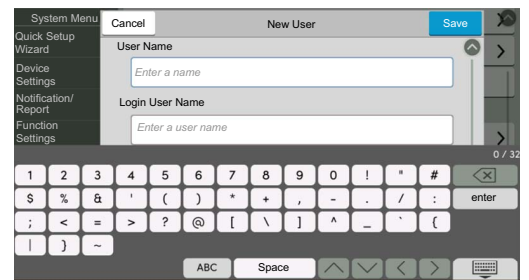 System Menu
Cancel
New User
Save
Quick Setup
Wizard
Device
Settings
Notification/
Report
Function
Settings
User Name
Enter a name
Login User Name
Enter a user name
0 / 32
1 2 3 4 5 6 7 8 9 0 ! " #
$ % & ' ( ) * + , - . / : enter
; < = > ? @ [ \ ] ^ _ ` {
| } ~
ABC Space